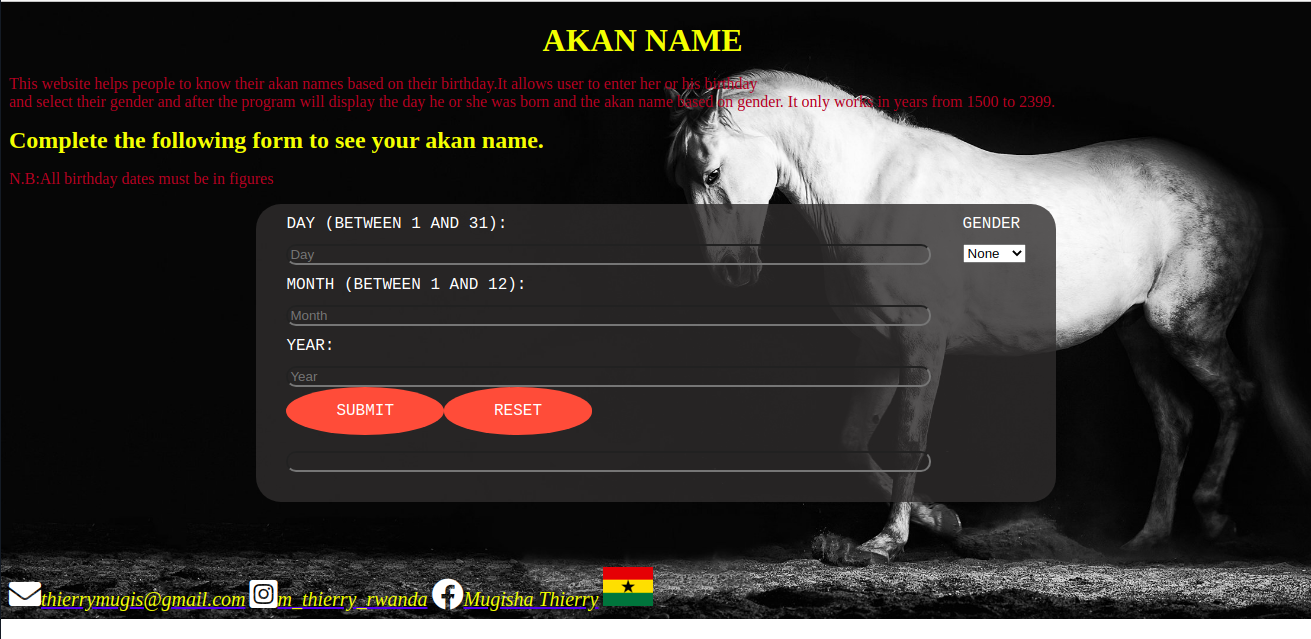 AKAN NAME
This website helps people to know their akan names based on their birthday.It allows user to enter her or his birthday
and select their gender and after the program will display the day he or she was born and the akan name based on gender. It only works in years from 1500 to 2399.
Complete the following form to see your akan name.
N.B:All birthday dates must be in figures
DAY (BETWEEN 1 AND 31): GENDER
Day None
MONTH (BETWEEN 1 AND 12):
Month
YEAR:
Year
SUBMIT RESET
thierrymugis@gmail.com m_thierry_rwanda Mugisha Thierry